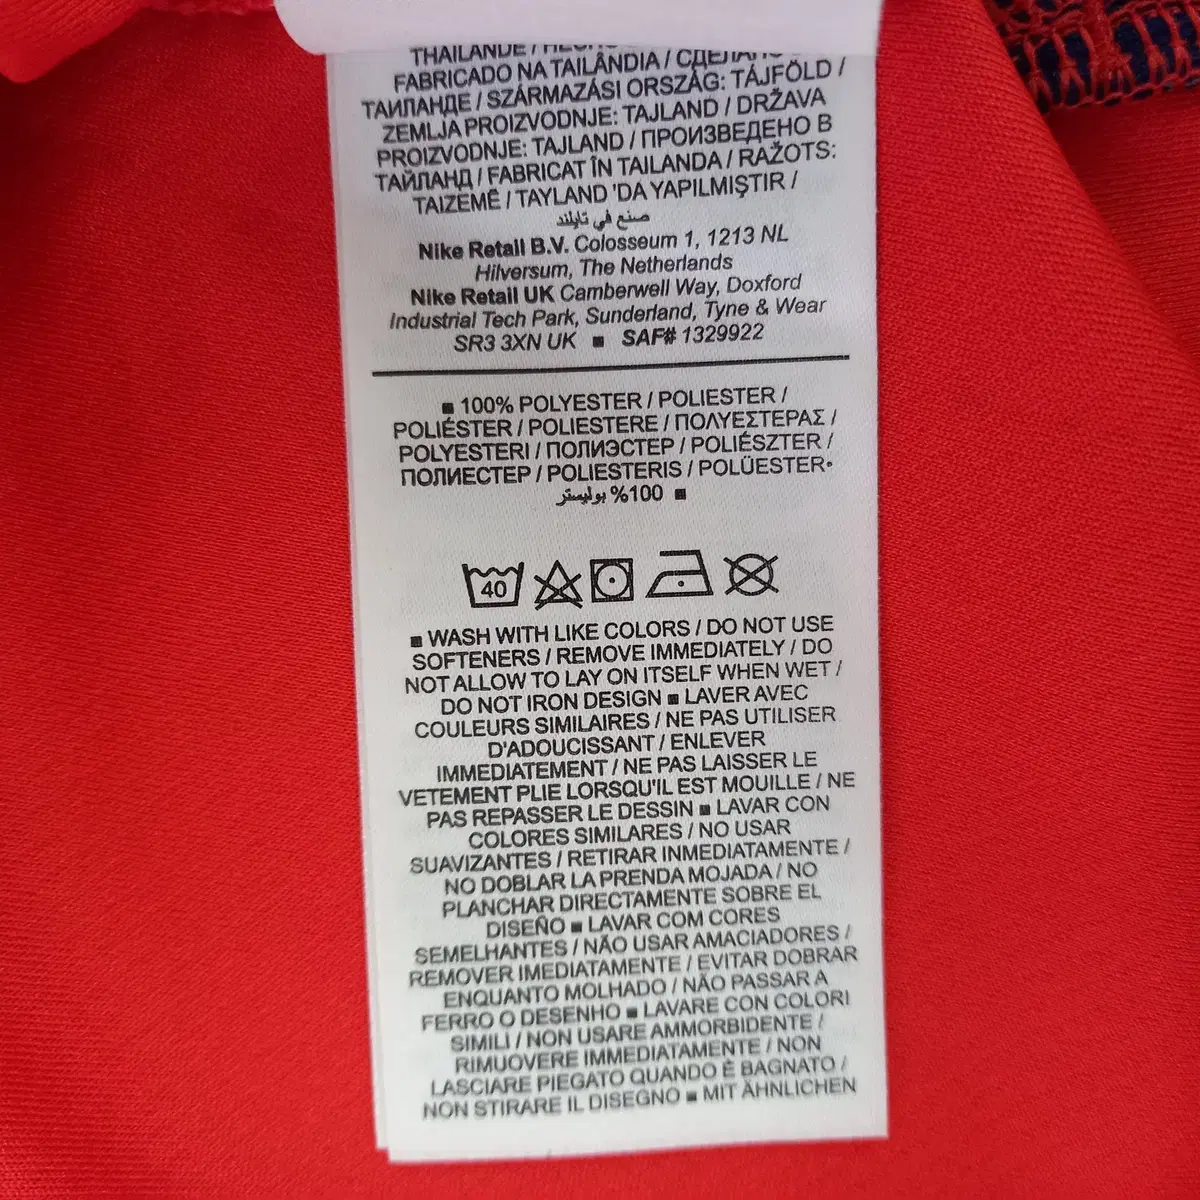 THAILANDE / HECHO
FABRICADO NA TAILÂNDIA / СДЕЛАНО
ТАИЛАНДЕ / SZÁRMAZÁSI ORSZÁG: TÁJFÖLD /
ZEMLJA PROIZVODNJE: TAJLAND / DRŽAVA
PROIZVODNJE: TAJLAND / ПРОИЗВЕДЕНО В
ТАЙЛАНД / FABRICAT ÎN TAILANDA / RAŽOTS:
TAIZEMĒ / TAYLAND 'DA YAPILMIŞTIR /
صنع في تايلند
Nike Retail B.V. Colosseum 1, 1213 NL
Hilversum, The Netherlands
Nike Retail UK Camberwell Way, Doxford
Industrial Tech Park, Sunderland, Tyne & Wear
SR3 3XN UK ■ SAF# 1329922
■ 100% POLYESTER / POLIESTER /
POLIÉSTER / POLIESTERE / ΠΟΛΥΕΣΤΕΡΑΣ /
POLYESTERI / ПОЛИЭСТЕР / POLIÉSZTER /
ПОЛИЕСТЕР / POLIESTERIS / POLÜESTER•
100% بوليستر ■
40
■ WASH WITH LIKE COLORS / DO NOT USE
SOFTENERS / REMOVE IMMEDIATELY / DO
NOT ALLOW TO LAY ON ITSELF WHEN WET /
DO NOT IRON DESIGN ■ LAVER AVEC
COULEURS SIMILAIRES / NE PAS UTILISER
D'ADOUCISSANT / ENLEVER
IMMEDIATEMENT / NE PAS LAISSER LE
VETEMENT PLIE LORSQU'IL EST MOUILLE / NE
PAS REPASSER LE DESSIN ■ LAVAR CON
COLORES SIMILARES / NO USAR
SUAVIZANTES / RETIRAR INMEDIATAMENTE /
NO DOBLAR LA PRENDA MOJADA / NO
PLANCHAR DIRECTAMENTE SOBRE EL
DISEÑO ■ LAVAR COM CORES
SEMELHANTES / NÃO USAR AMACIADORES /
REMOVER IMEDIATAMENTE / EVITAR DOBRAR
ENQUANTO MOLHADO / NÃO PASSAR A
FERRO O DESENHO ■ LAVARE CON COLORI
SIMILI / NON USARE AMMORBIDENTE /
RIMUOVERE IMMEDIATAMENTE / NON
LASCIARE PIEGATO QUANDO È BAGNATO /
NON STIRARE IL DISEGNO ■ MIT ÄHNLICHEN